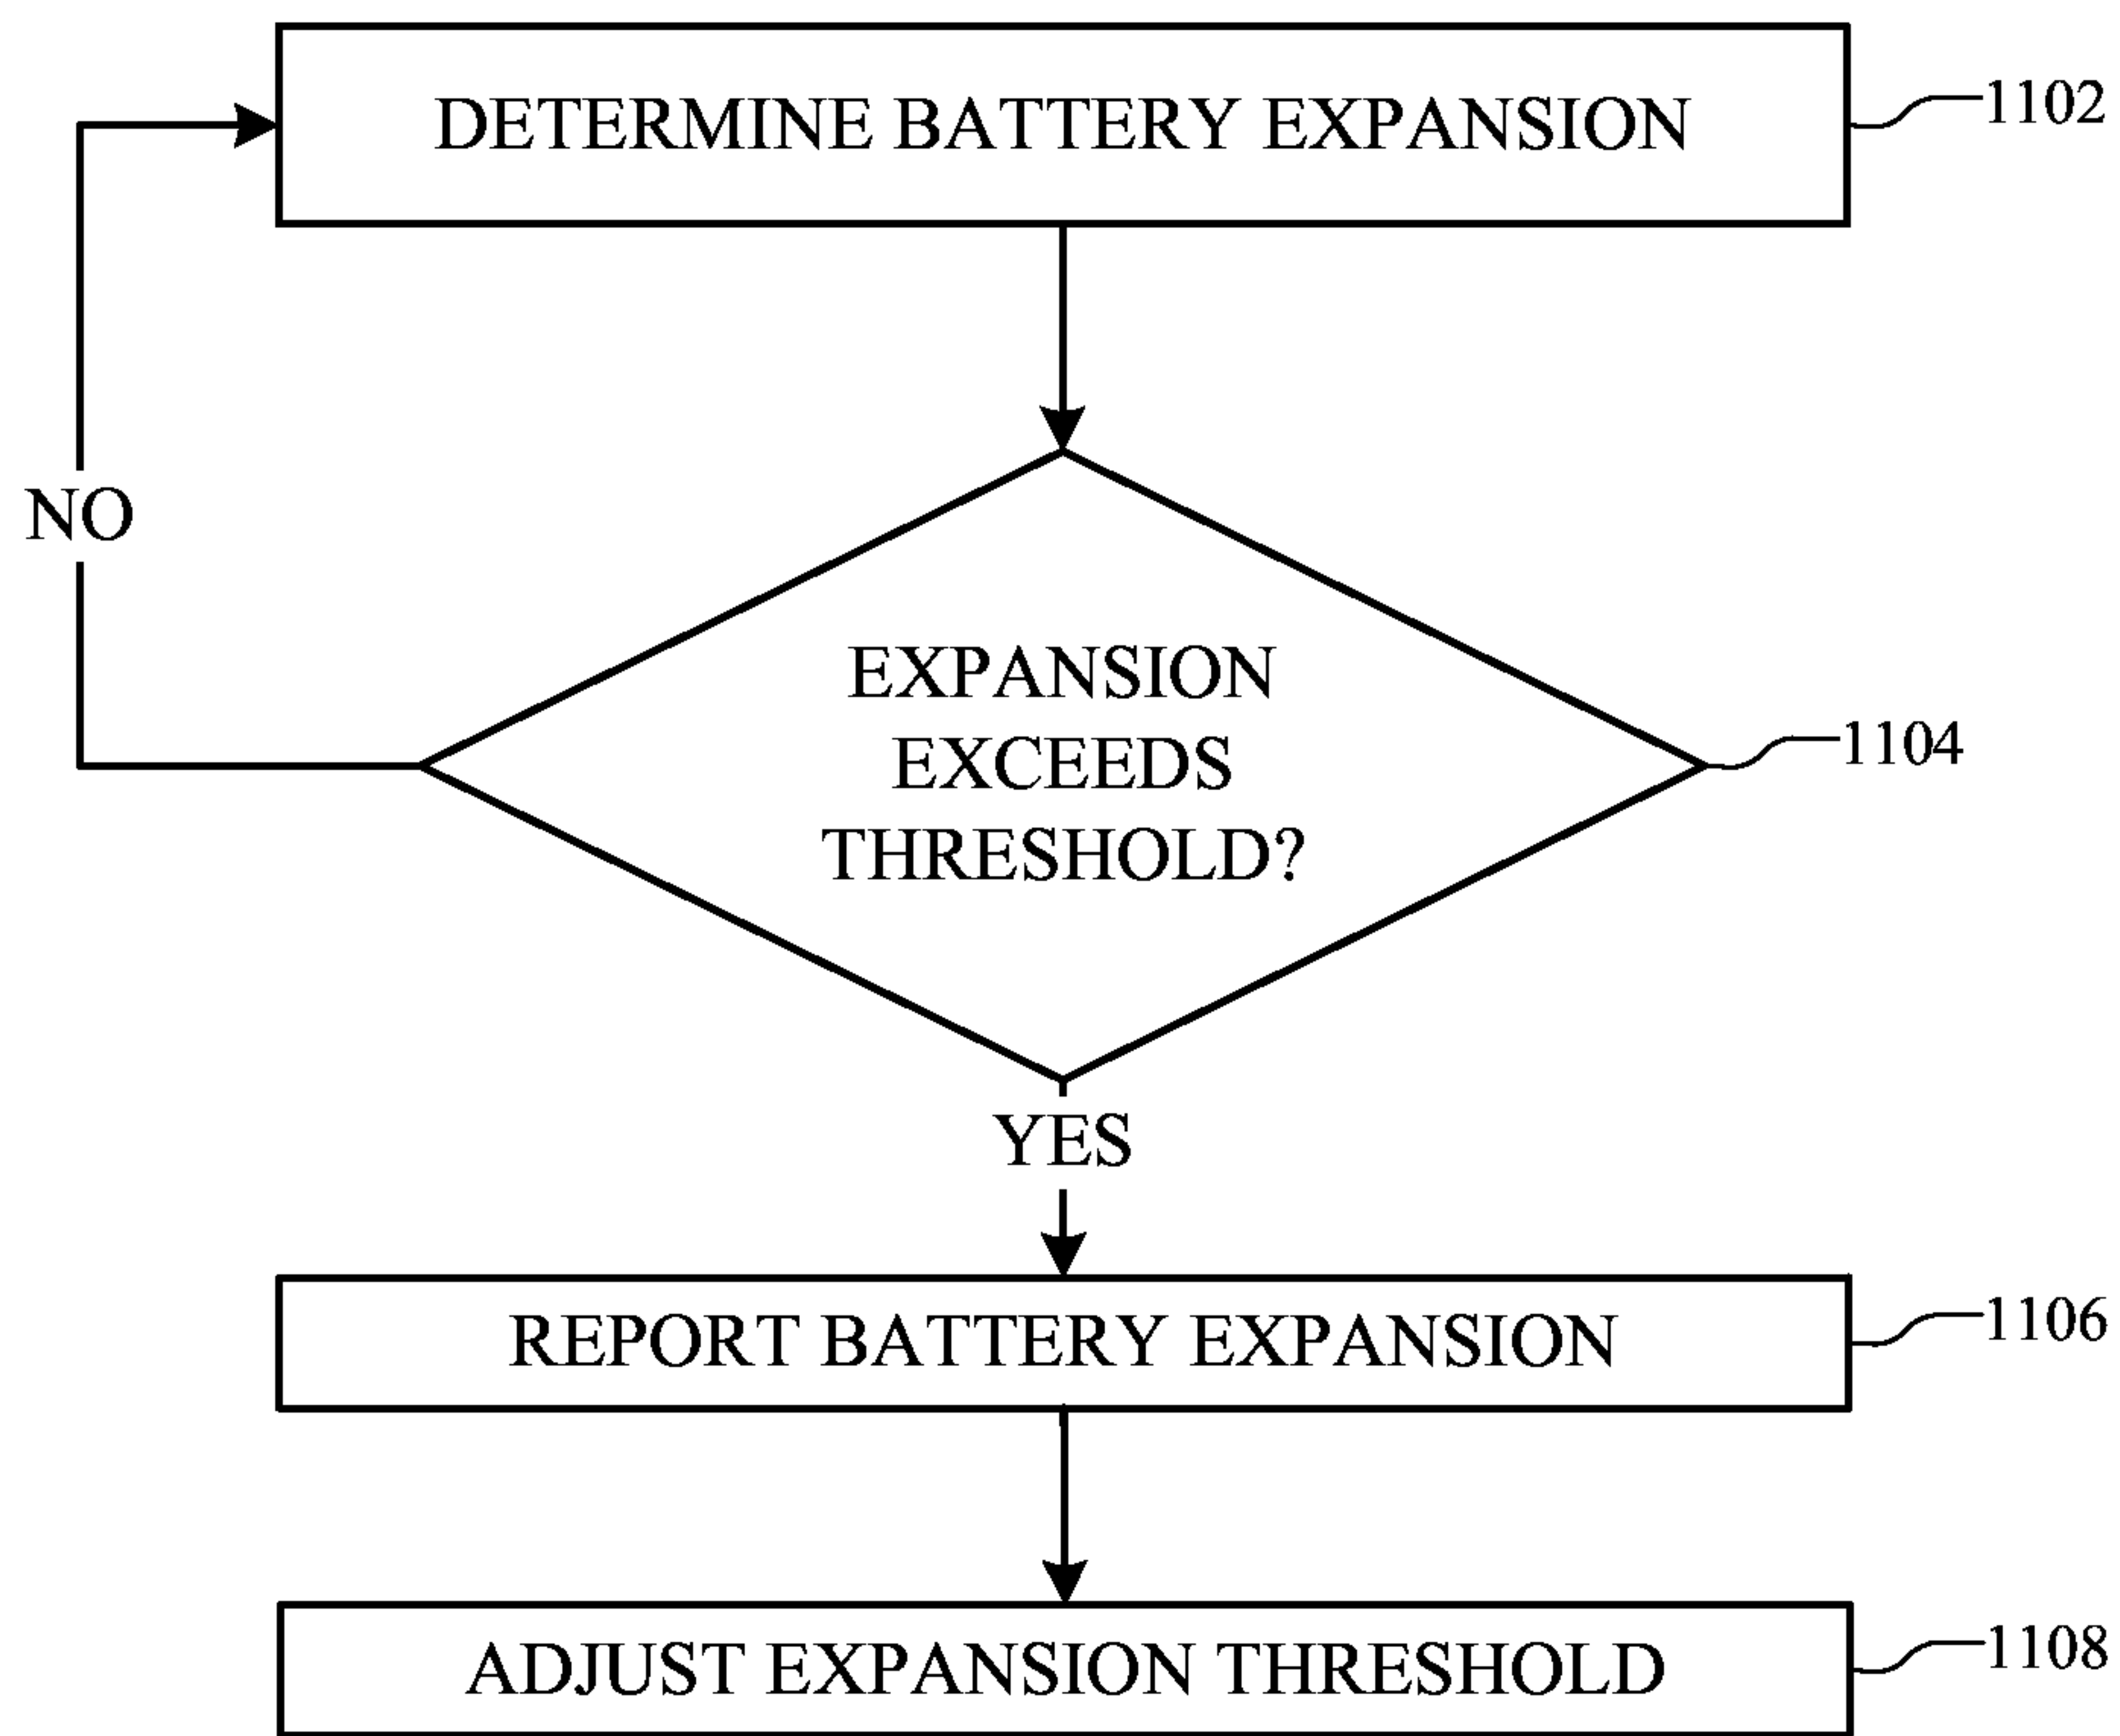 DETERMINE BATTERY EXPANSION
1102
NO
EXPANSION
EXCEEDS
THRESHOLD?
1104
YES
REPORT BATTERY EXPANSION
1106
ADJUST EXPANSION THRESHOLD
1108